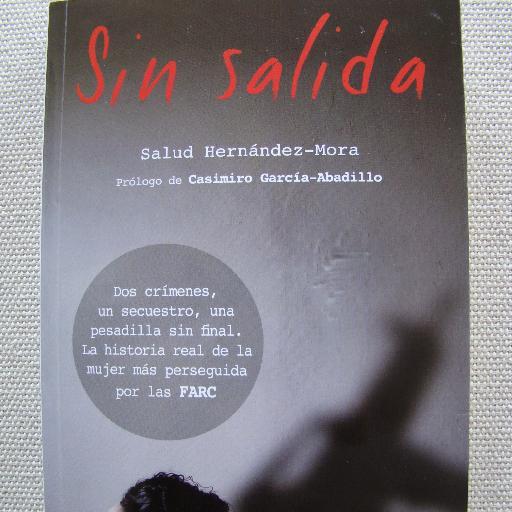 Sin salida
Salud Hernández-Mora
Prólogo de Casimiro García-Abadillo
Dos crímenes,
un secuestro, una
pesadilla sin final.
La historia real de la
mujer más perseguida
por las FARC